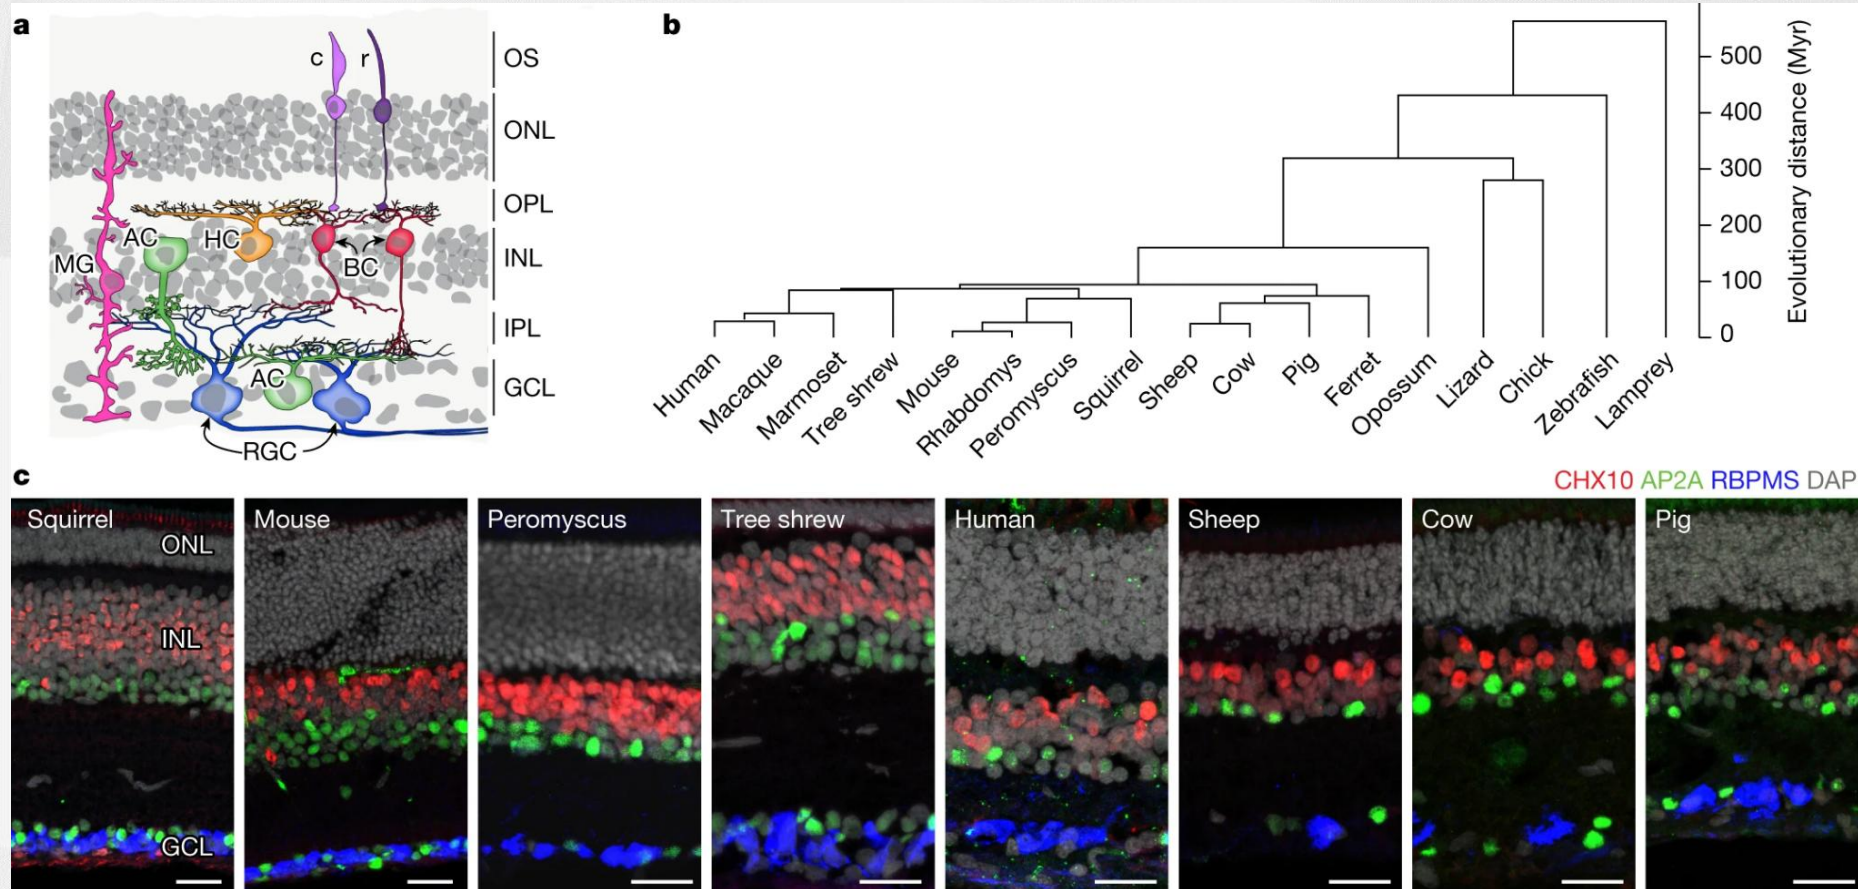 a
c r
OS
ONL
OPL
AC HC
INL
MG
BC
IPL
AC
GCL
RGC
b
500
400
300
200
100
0
Evolutionary distance (Myr)
Human
Macaque
Marmoset
Tree shrew
Mouse
Rhabdomys
Peromyscus
Squirrel
Sheep
Cow
Pig
Ferret
Opossum
Lizard
Chick
Zebrafish
Lamprey
c
CHX10 AP2A RBPMS DAP
Squirrel
ONL
INL
GCL
Mouse
Peromyscus
Tree shrew
Human
Sheep
Cow
Pig